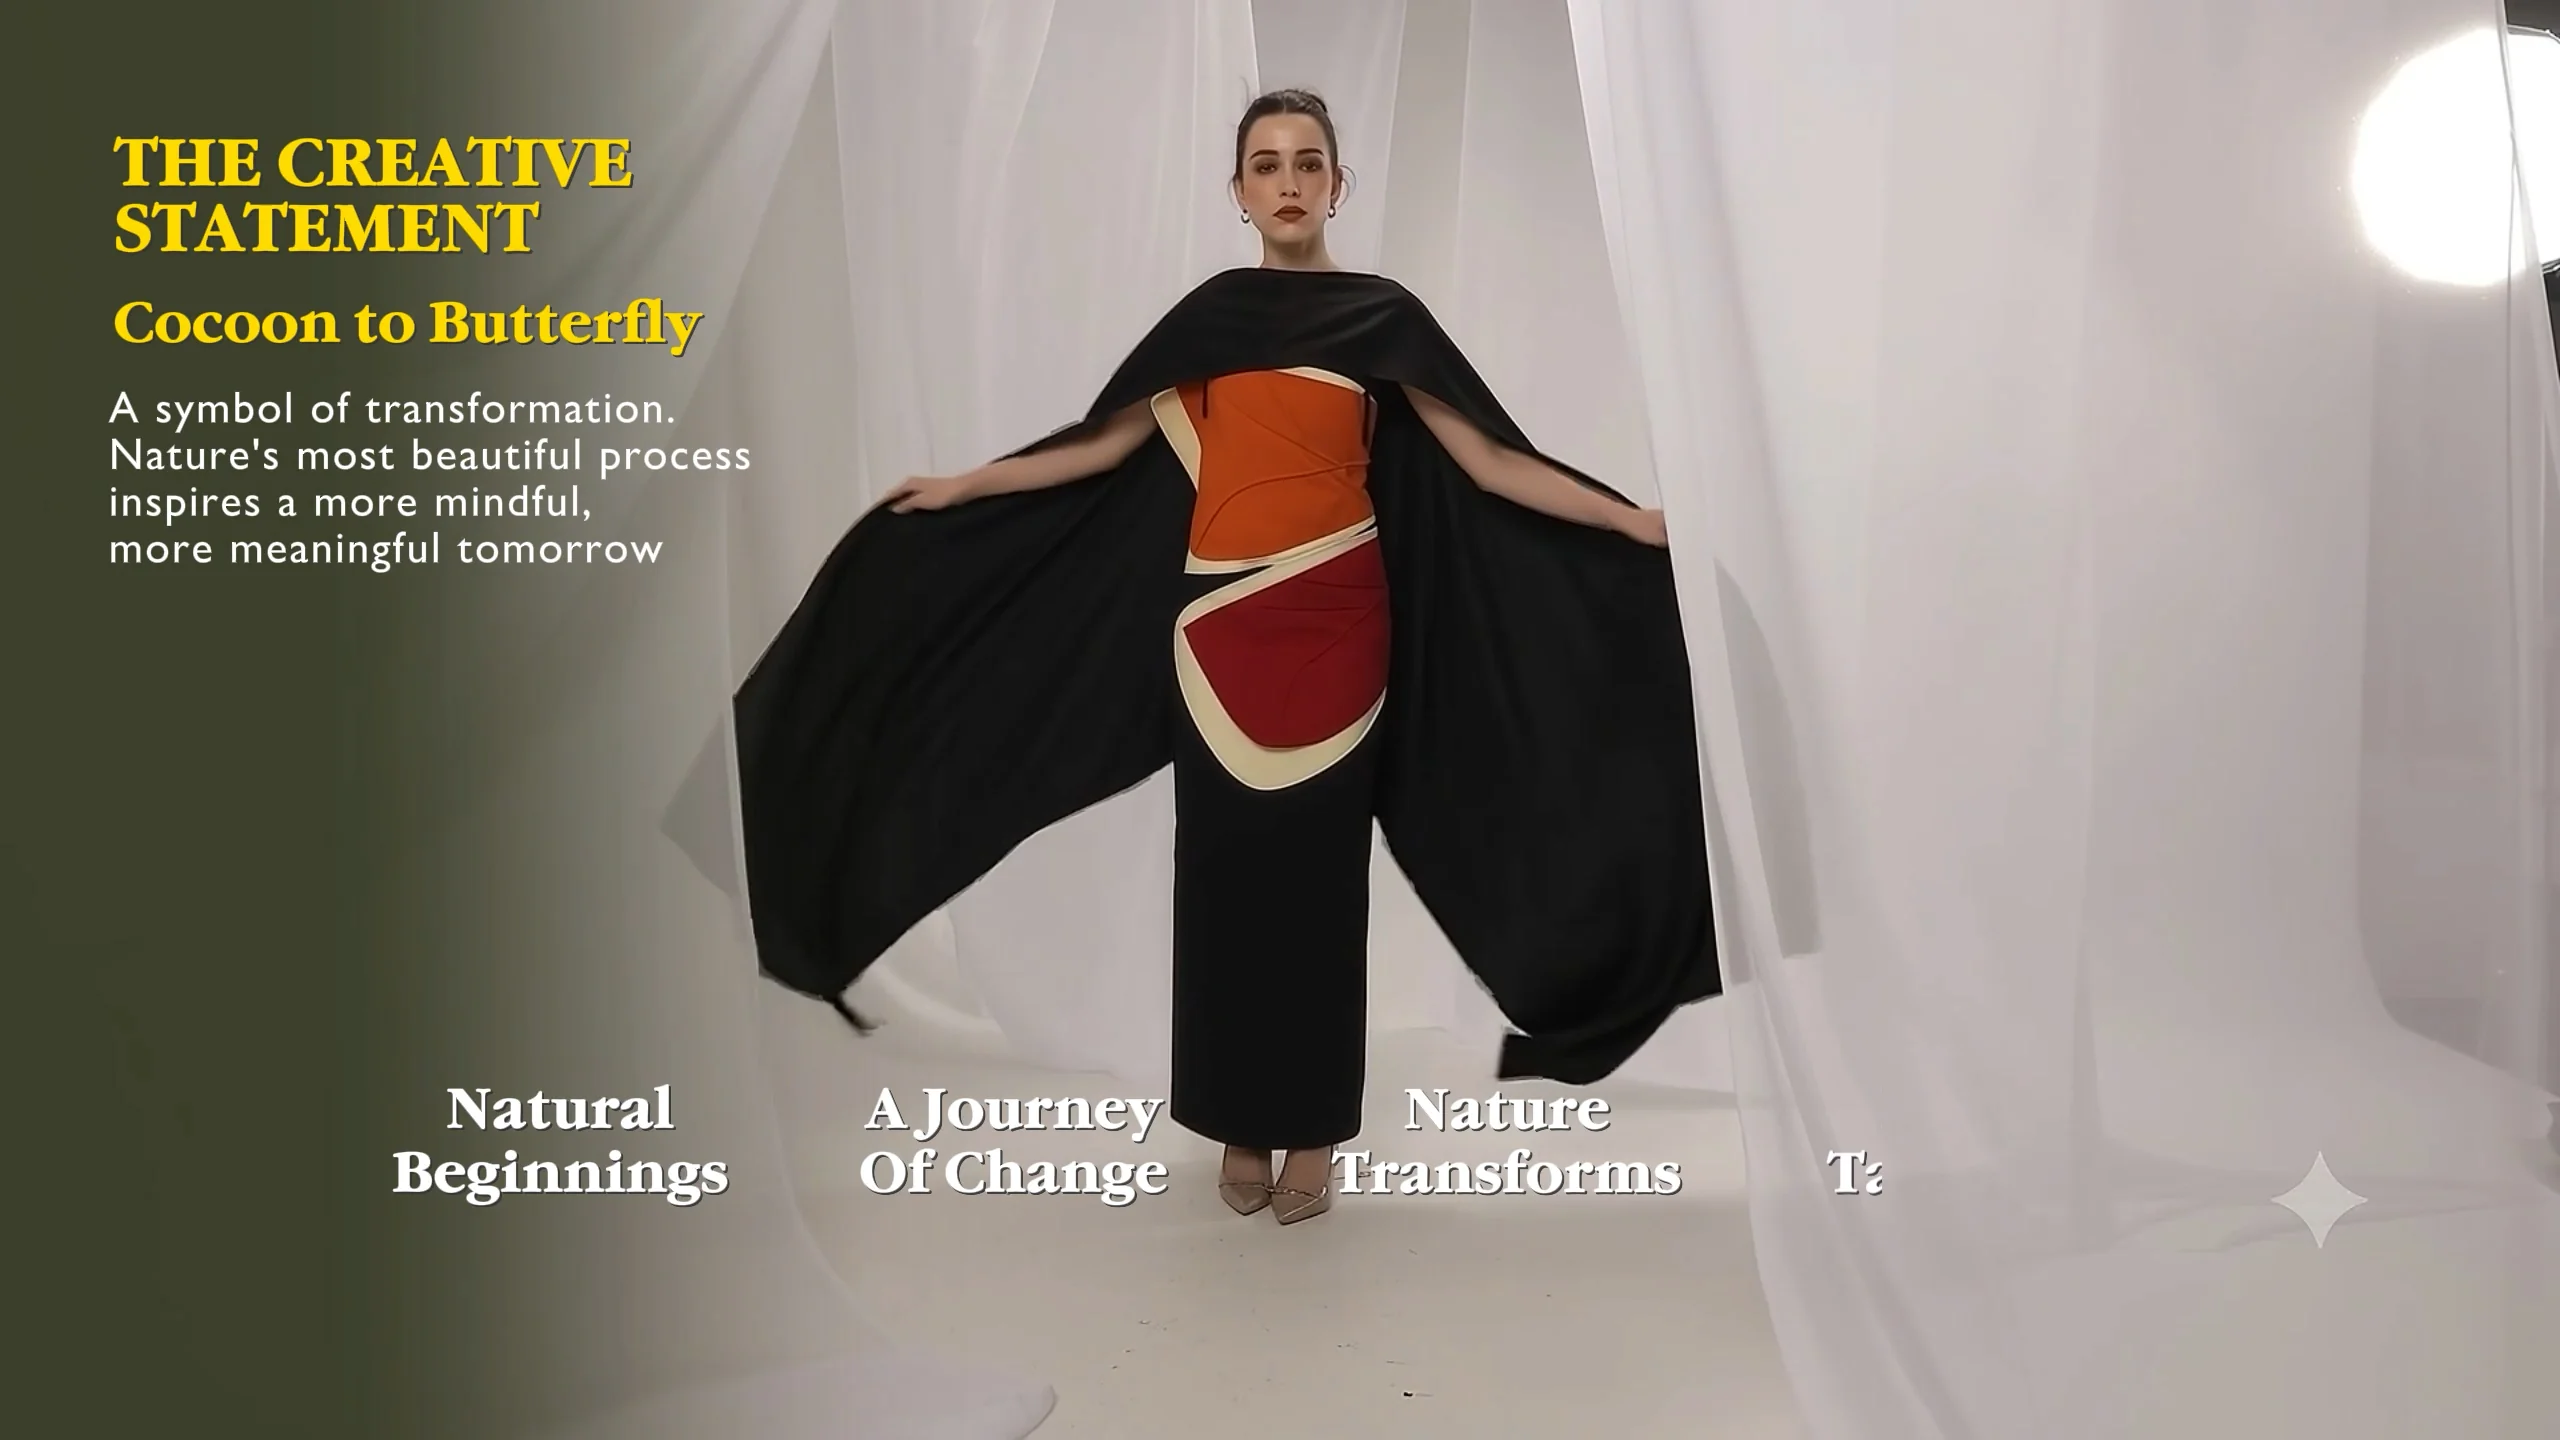 THE CREATIVE
STATEMENT
Cocoon to Butterfly
A symbol of transformation.
Nature's most beautiful process
inspires a more mindful,
more meaningful tomorrow
Natural
Beginnings
A Journey
Of Change
Nature
Transforms